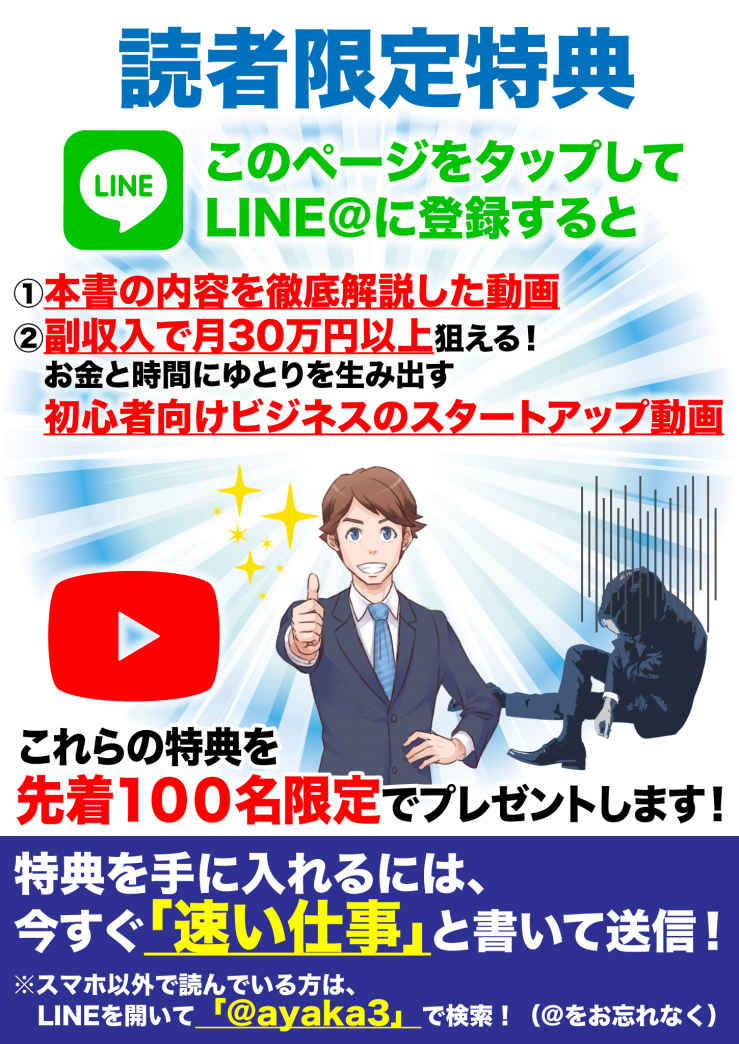 読者限定特典
LINE
このページをタップして
LINE@に登録すると
①本書の内容を徹底解説した動画
②副収入で月30万円以上狙える！
お金と時間にゆとりを生み出す
初心者向けビジネスのスタートアップ動画
これらの特典を
先着100名限定でプレゼントします！
特典を手に入れるには、
今すぐ「速い仕事」と書いて送信！
※スマホ以外で読んでいる方は、
LINEを開いて「@ayaka3」で検索！（@をお忘れなく）